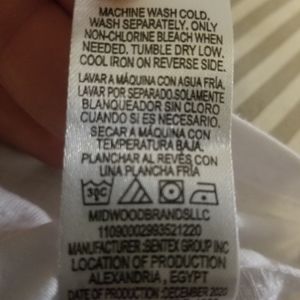 MACHINE WASH COLD.
WASH SEPARATELY. ONLY
NON-CHLORINE BLEACH WHEN
NEEDED. TUMBLE DRY LOW.
COOL IRON ON REVERSE SIDE.
LAVAR A MÁQUINA CON AGUA FRÍA.
LAVAR POR SEPARADO.SOLAMENTE
BLANQUEADOR SIN CLORO
CUANDO SI ES NECESARIO.
SECAR A MÁQUINA CON
TEMPERATURA BAJA.
PLANCHAR AL REVÉS CON
UNA PLANCHA FRÍA
MIDWOODBRANDSLLC
11090002993521220
MANUFACTURER :SENTEX GROUP INC
LOCATION OF PRODUCTION
ALEXANDRIA , EGYPT
DATE OF PRODUCTION :DECEMBER 2020